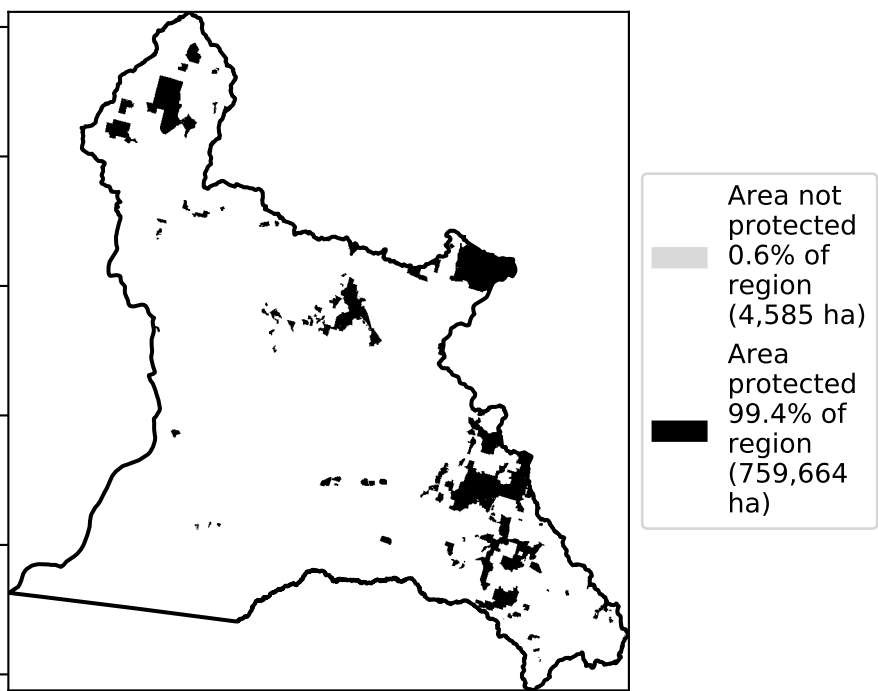 Area not
protected
0.6% of
region
(4,585 ha)
Area
protected
99.4% of
region
(759,664
ha)